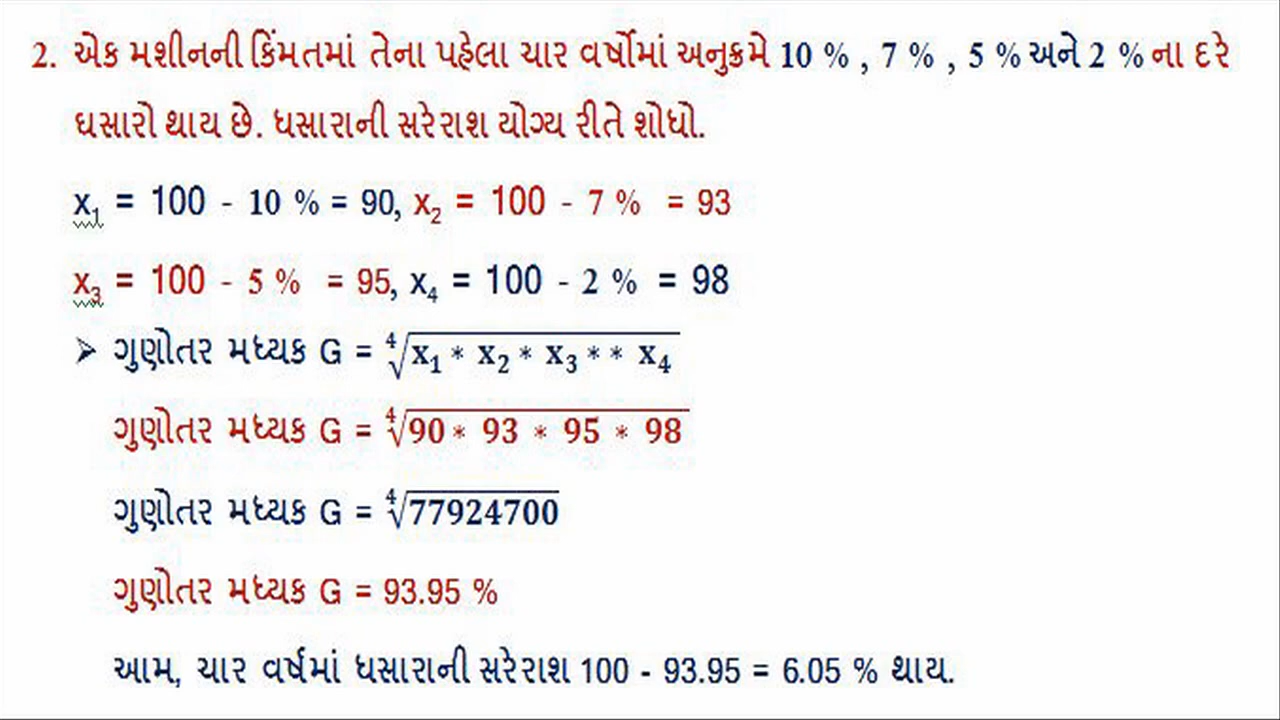 2. એક મશીનની કિંમતમાં તેના પહેલા ચાર વર્ષોમાં અનુક્રમે 10 % , 7 % , 5 % અને 2 % ના દરે
ઘસારો થાય છે. ધસારાની સરેરાશ યોગ્ય રીતે શોધો.
x₁ = 100 - 10 % = 90, x₂ = 100 - 7 % = 93
x₃ = 100 - 5 % = 95, x₄ = 100 - 2 % = 98
➢ ગુણોતર મધ્યક G = ⁴√x₁ * x₂ * x₃ * * x₄
ગુણોતર મધ્યક G = ⁴√90 * 93 * 95 * 98
ગુણોતર મધ્યક G = ⁴√77924700
ગુણોતર મધ્યક G = 93.95 %
આમ, ચાર વર્ષમાં ધસારાની સરેરાશ 100 - 93.95 = 6.05 % થાય.